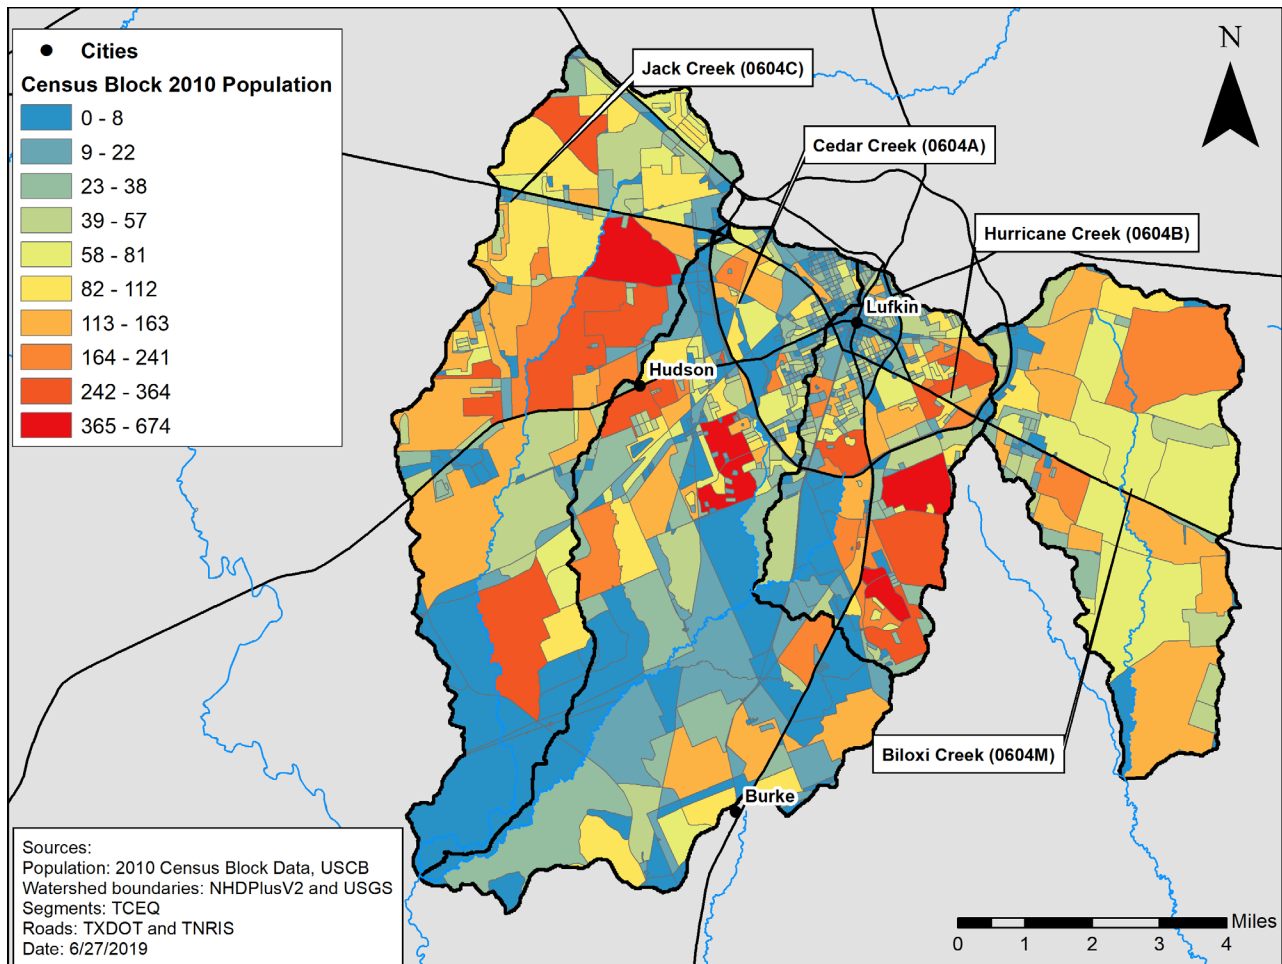 Cities
Census Block 2010 Population
0 - 8
9 - 22
23 - 38
39 - 57
58 - 81
82 - 112
113 - 163
164 - 241
242 - 364
365 - 674
Jack Creek (0604C)
N
Cedar Creek (0604A)
Hurricane Creek (0604B)
Lufkin
Hudson
Biloxi Creek (0604M)
Burke
Sources:
Population: 2010 Census Block Data, USCB
Watershed boundaries: NHDPlusV2 and USGS
Segments: TCEQ
Roads: TXDOT and TNRIS
Date: 6/27/2019
Miles
0 1 2 3 4